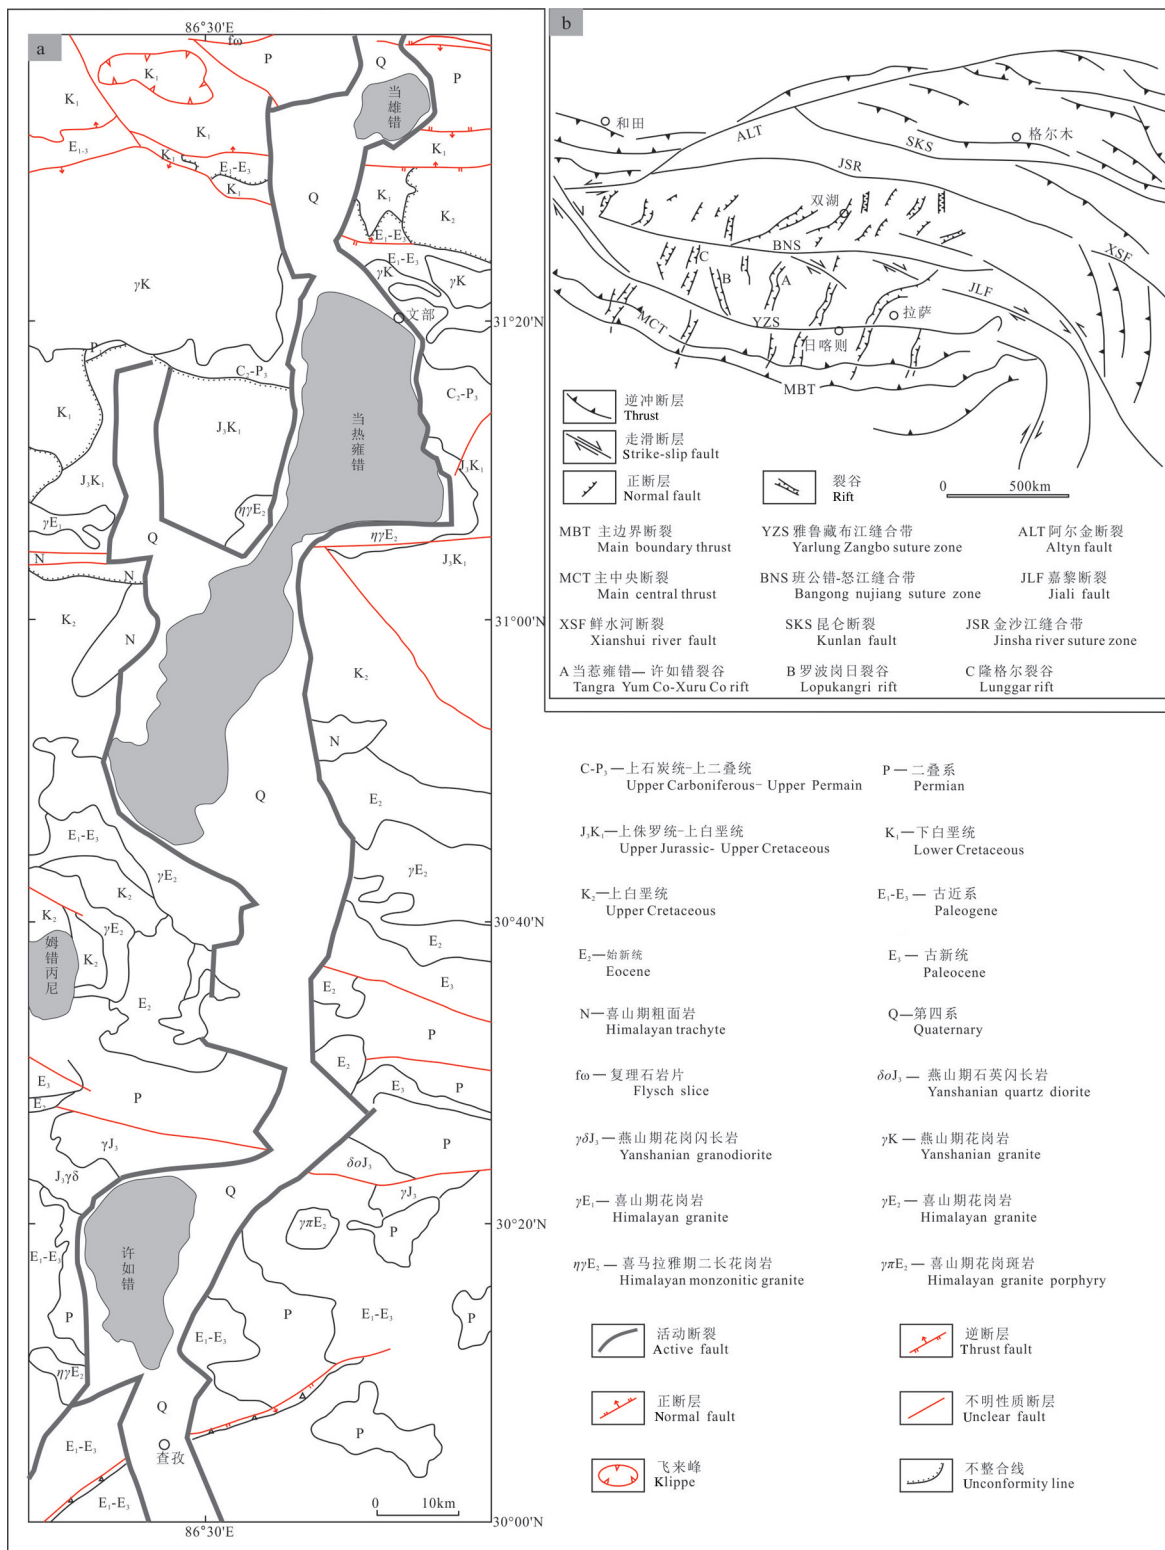 a
86°30'E
fω
P
Q
P
K₁
当雄错
K₁
K₁
K₁
E₁₋₃
K₁
E₁-E₃
K₁
K₁
Q
K₁
K₂
E₁-E₃
E₁-E₃
γK
γK
γK
文部
31°20'N
P
C₂-P₃
C₂-P₃
K₁
J₃K₁
当热雍错
J₃K₁
J₃K₁
ηγE₂
γE₁
ηγE₂
Q
J₃K₁
N
N
K₂
N
31°00'N
K₂
N
Q
E₂
E₁-E₃
γE₂
γE₂
K₂
K₂
γE₂
30°40'N
姆错丙尼
K₂
E₂
E₂
E₂
E₃
P
E₃
E₂
E₂
E₃
P
P
γJ₃
δoJ₃
J₃γδ
Q
γJ₃
γπE₂
P
30°20'N
许如错
E₁-E₃
P
P
E₁-E₃
P
E₁-E₃
ηγE₂
Q
查孜
E₁-E₃
P
E₁-E₃
0 10km
86°30'E
30°00'N
b
和田
ALT
SKS
格尔木
JSR
双湖
BNS
XSF
C
B
A
JLF
MCT
YZS
拉萨
日喀则
MBT
逆冲断层
Thrust
走滑断层
Strike-slip fault
正断层
Normal fault
裂谷
Rift
0 500km
MBT 主边界断裂
Main boundary thrust
YZS 雅鲁藏布江缝合带
Yarlung Zangbo suture zone
ALT 阿尔金断裂
Altyn fault
MCT 主中央断裂
Main central thrust
BNS 班公错-怒江缝合带
Bangong nujiang suture zone
JLF 嘉黎断裂
Jiali fault
XSF 鲜水河断裂
Xianshui river fault
SKS 昆仑断裂
Kunlan fault
JSR 金沙江缝合带
Jinsha river suture zone
A 当惹雍错—许如错裂谷
Tangra Yum Co-Xuru Co rift
B 罗波岗日裂谷
Lopukangri rift
C 隆格尔裂谷
Lunggar rift
C-P₃ — 上石炭统-上二叠统
Upper Carboniferous- Upper Permain
P — 二叠系
Permian
J₃K₁ — 上侏罗统-上白垩统
Upper Jurassic- Upper Cretaceous
K₁ — 下白垩统
Lower Cretaceous
K₂ — 上白垩统
Upper Cretaceous
E₁-E₃ — 古近系
Paleogene
E₂ — 始新统
Eocene
E₃ — 古新统
Paleocene
N — 喜山期粗面岩
Himalayan trachyte
Q — 第四系
Quaternary
fω — 复理石岩片
Flysch slice
δoJ₃ — 燕山期石英闪长岩
Yanshanian quartz diorite
γδJ₃ — 燕山期花岗闪长岩
Yanshanian granodiorite
γK — 燕山期花岗岩
Yanshanian granite
γE₁ — 喜山期花岗岩
Himalayan granite
γE₂ — 喜山期花岗岩
Himalayan granite
ηγE₂ — 喜马拉雅期二长花岗岩
Himalayan monzonitic granite
γπE₂ — 喜山期花岗斑岩
Himalayan granite porphyry
活动断裂
Active fault
逆断层
Thrust fault
正断层
Normal fault
不明性质断层
Unclear fault
飞来峰
Klippe
不整合线
Unconformity line